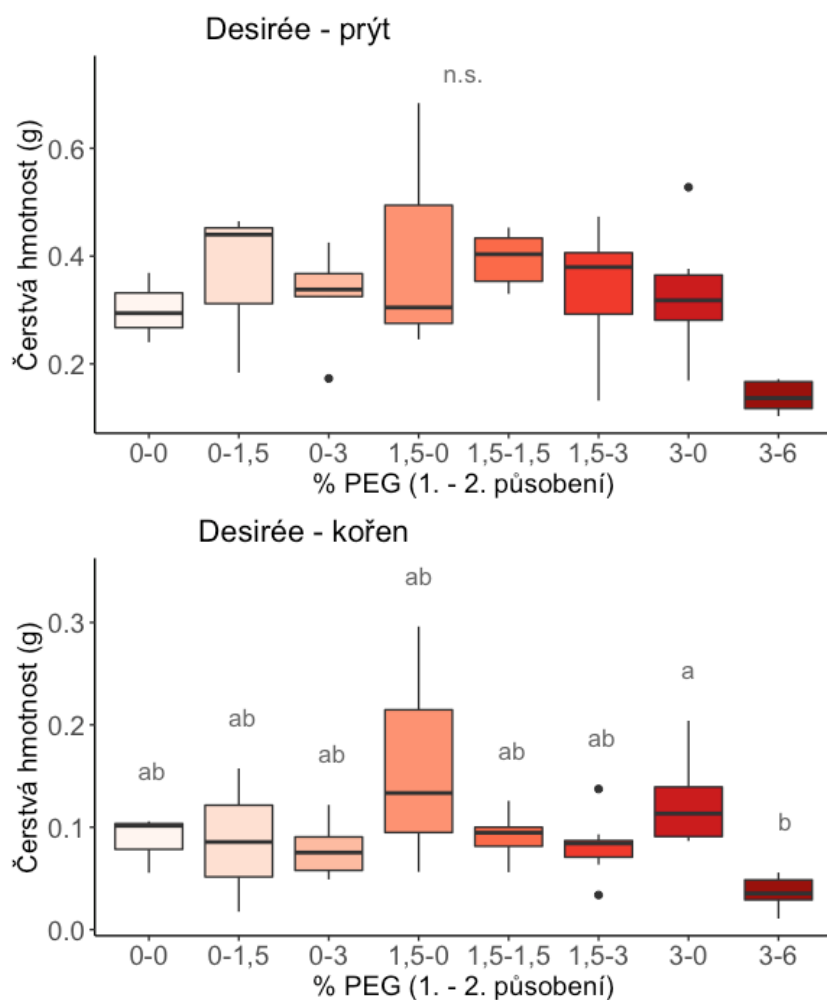 Desirée - prýt
n.s.
Čerstvá hmotnost (g)
0.6
0.4
0.2
0-0 0-1,5 0-3 1,5-0 1,5-1,5 1,5-3 3-0 3-6
% PEG (1. - 2. působení)
Desirée - kořen
Čerstvá hmotnost (g)
0.3
0.2
0.1
0.0
ab ab ab ab ab ab a b
0-0 0-1,5 0-3 1,5-0 1,5-1,5 1,5-3 3-0 3-6
% PEG (1. - 2. působení)